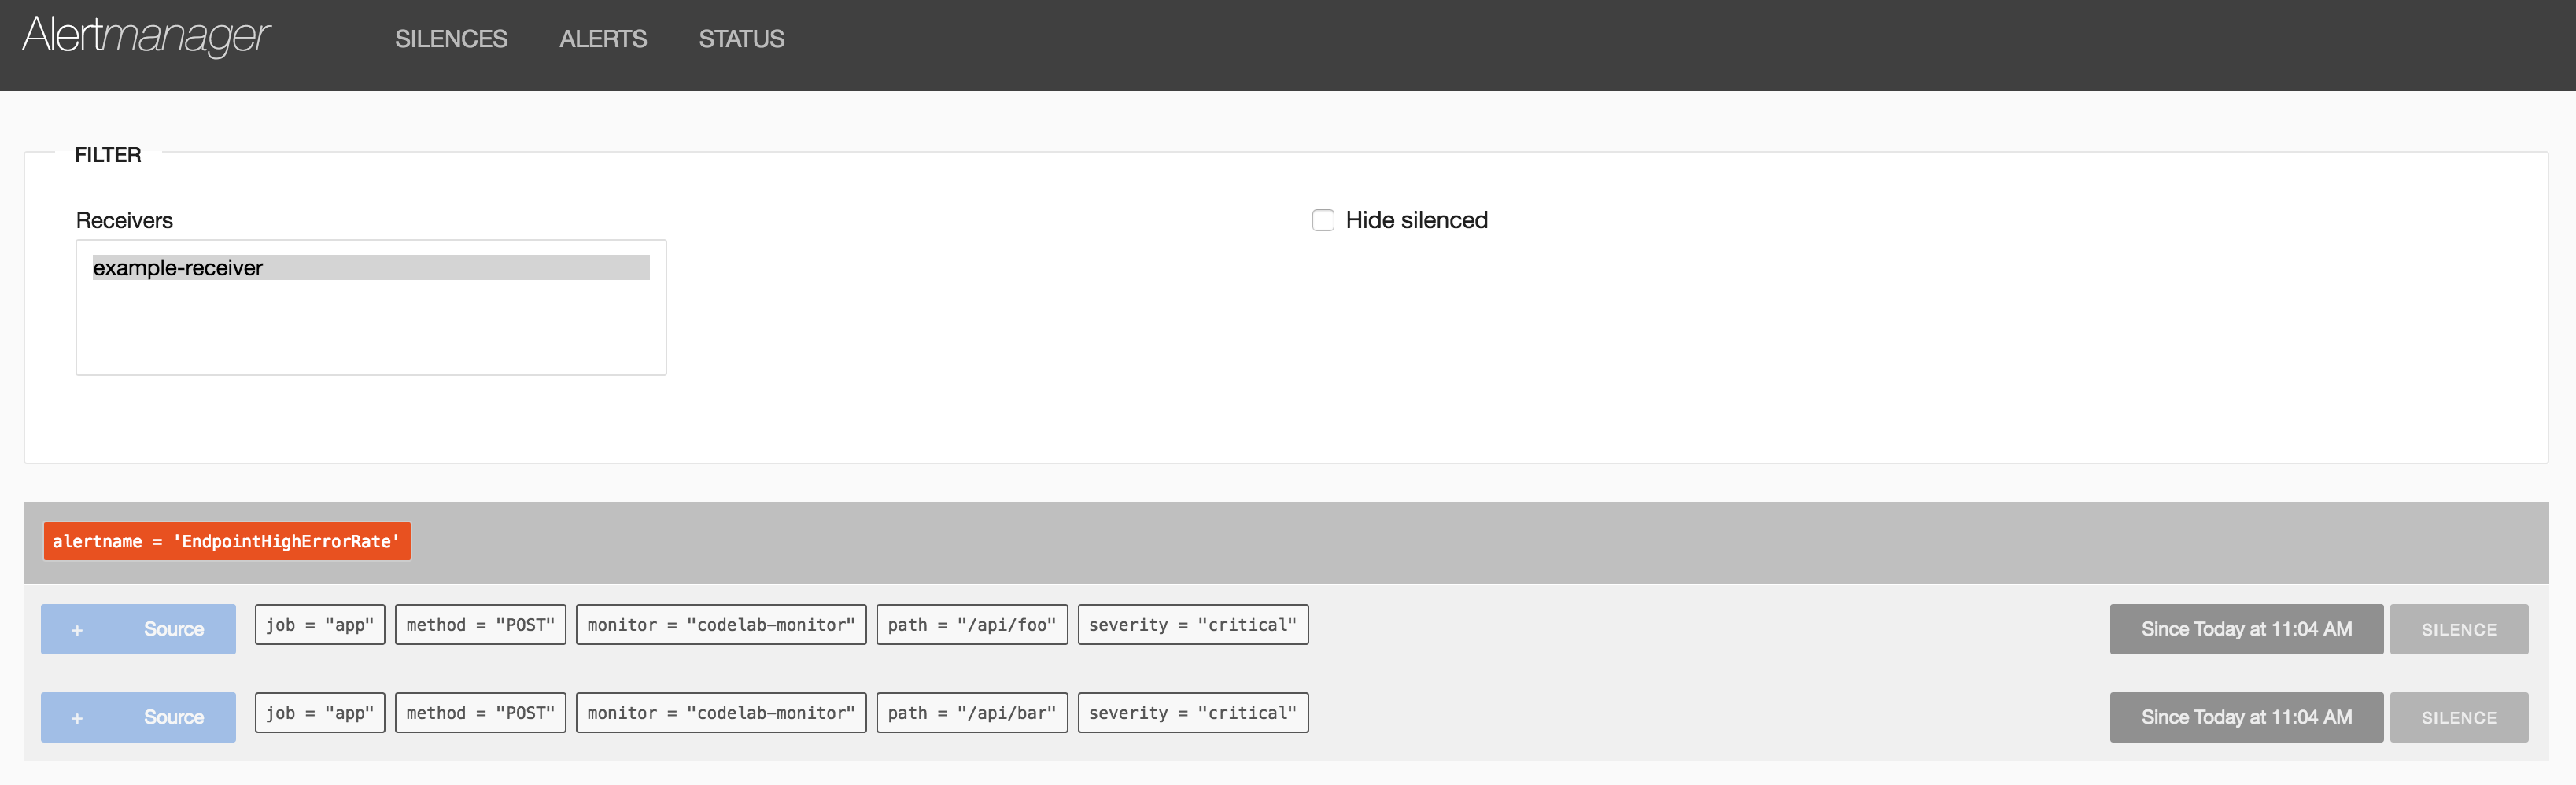 Alertmanager SILENCES ALERTS STATUS
FILTER
Receivers
example-receiver
Hide silenced
alertname = 'EndpointHighErrorRate'
+ Source job = "app" method = "POST" monitor = "codelab-monitor" path = "/api/foo" severity = "critical" Since Today at 11:04 AM SILENCE
+ Source job = "app" method = "POST" monitor = "codelab-monitor" path = "/api/bar" severity = "critical" Since Today at 11:04 AM SILENCE